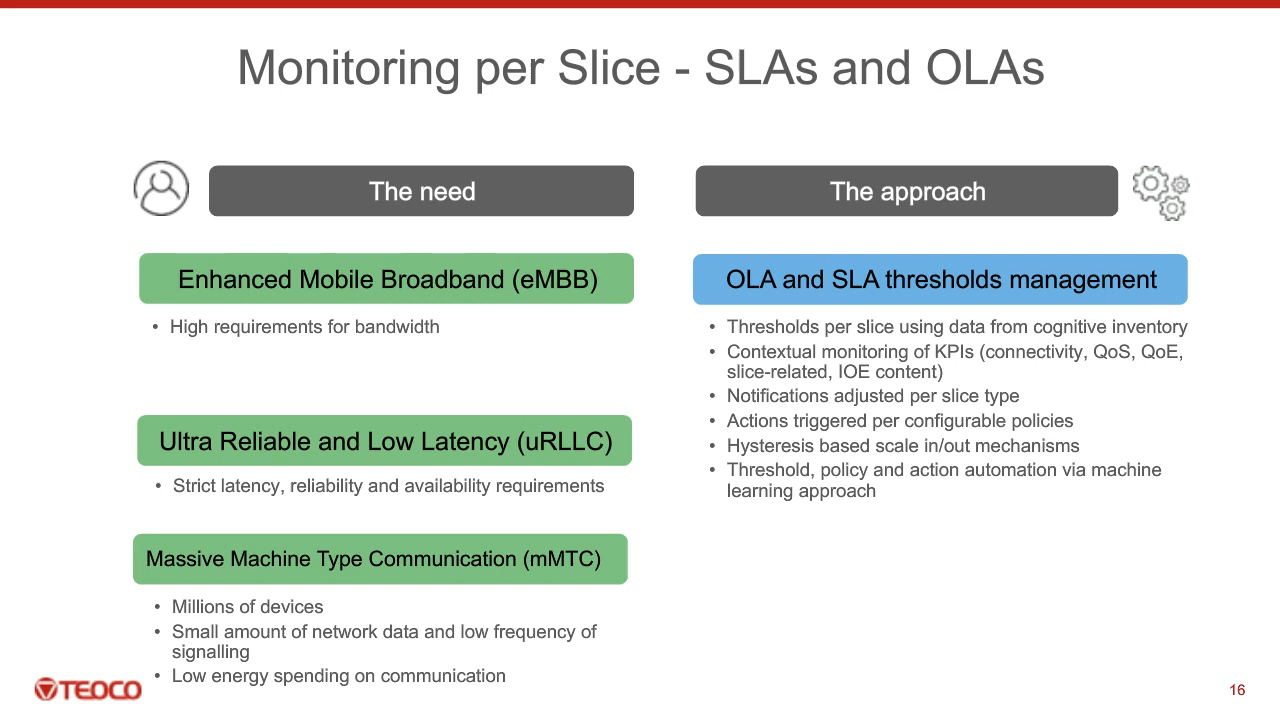 Monitoring per Slice - SLAs and OLAs
The need
Enhanced Mobile Broadband (eMBB)
• High requirements for bandwidth
Ultra Reliable and Low Latency (uRLLC)
• Strict latency, reliability and availability requirements
Massive Machine Type Communication (mMTC)
• Millions of devices
• Small amount of network data and low frequency of
signalling
• Low energy spending on communication
The approach
OLA and SLA thresholds management
• Thresholds per slice using data from cognitive inventory
• Contextual monitoring of KPIs (connectivity, QoS, QoE,
slice-related, IOE content)
• Notifications adjusted per slice type
• Actions triggered per configurable policies
• Hysteresis based scale in/out mechanisms
• Threshold, policy and action automation via machine
learning approach
TEOCO
16